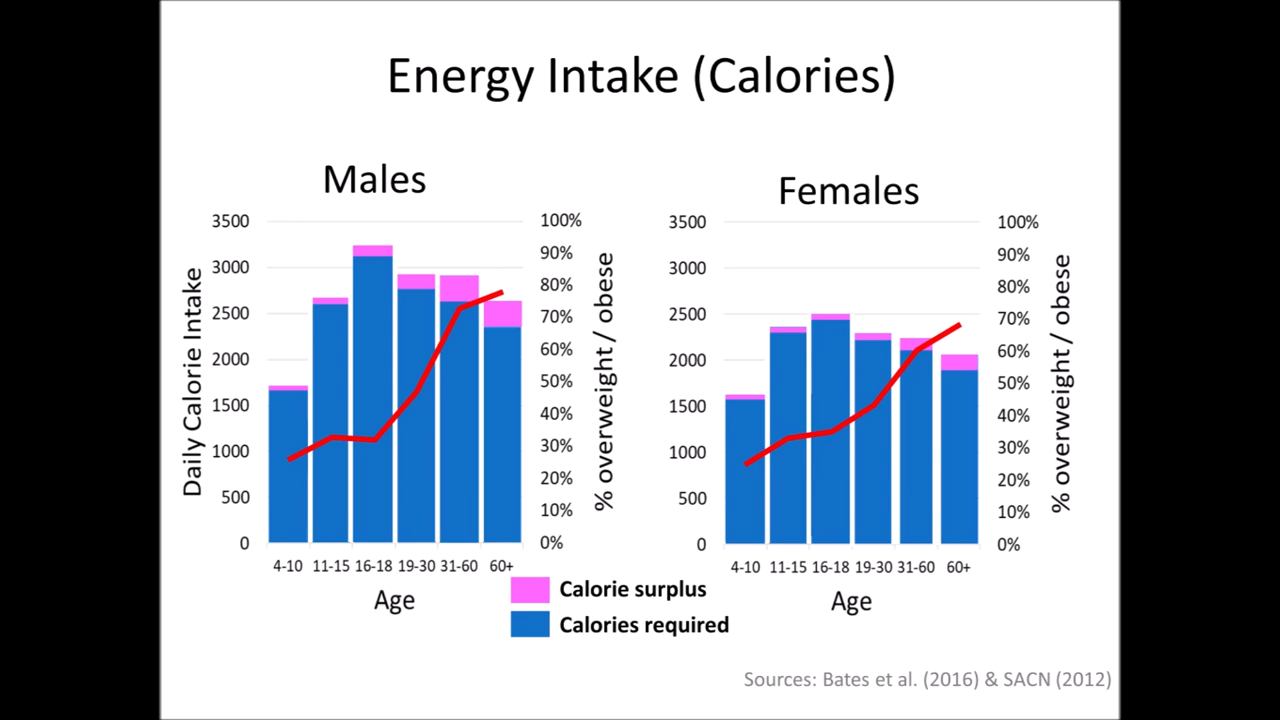 Energy Intake (Calories)
Males
Daily Calorie Intake
3500
3000
2500
2000
1500
1000
500
0
100%
90%
80%
70%
60%
50%
40%
30%
20%
10%
0%
% overweight / obese
4-10 11-15 16-18 19-30 31-60 60+
Age
Females
3500
3000
2500
2000
1500
1000
500
0
100%
90%
80%
70%
60%
50%
40%
30%
20%
10%
0%
% overweight / obese
4-10 11-15 16-18 19-30 31-60 60+
Age
Calorie surplus
Calories required
Sources: Bates et al. (2016) & SACN (2012)